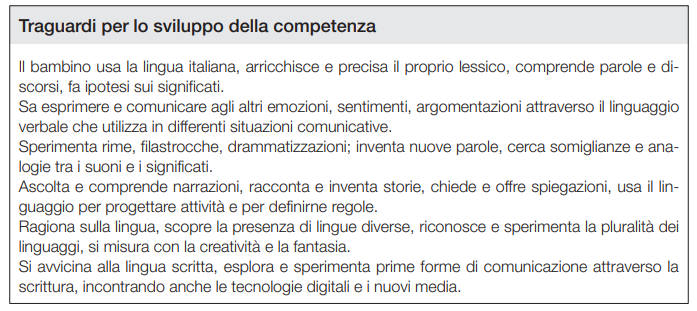 Traguardi per lo sviluppo della competenza
Il bambino usa la lingua italiana, arricchisce e precisa il proprio lessico, comprende parole e di-
scorsi, fa ipotesi sui significati.
Sa esprimere e comunicare agli altri emozioni, sentimenti, argomentazioni attraverso il linguaggio
verbale che utilizza in differenti situazioni comunicative.
Sperimenta rime, filastrocche, drammatizzazioni; inventa nuove parole, cerca somiglianze e ana-
logie tra i suoni e i significati.
Ascolta e comprende narrazioni, racconta e inventa storie, chiede e offre spiegazioni, usa il lin-
guaggio per progettare attività e per definirne regole.
Ragiona sulla lingua, scopre la presenza di lingue diverse, riconosce e sperimenta la pluralità dei
linguaggi, si misura con la creatività e la fantasia.
Si avvicina alla lingua scritta, esplora e sperimenta prime forme di comunicazione attraverso la
scrittura, incontrando anche le tecnologie digitali e i nuovi media.